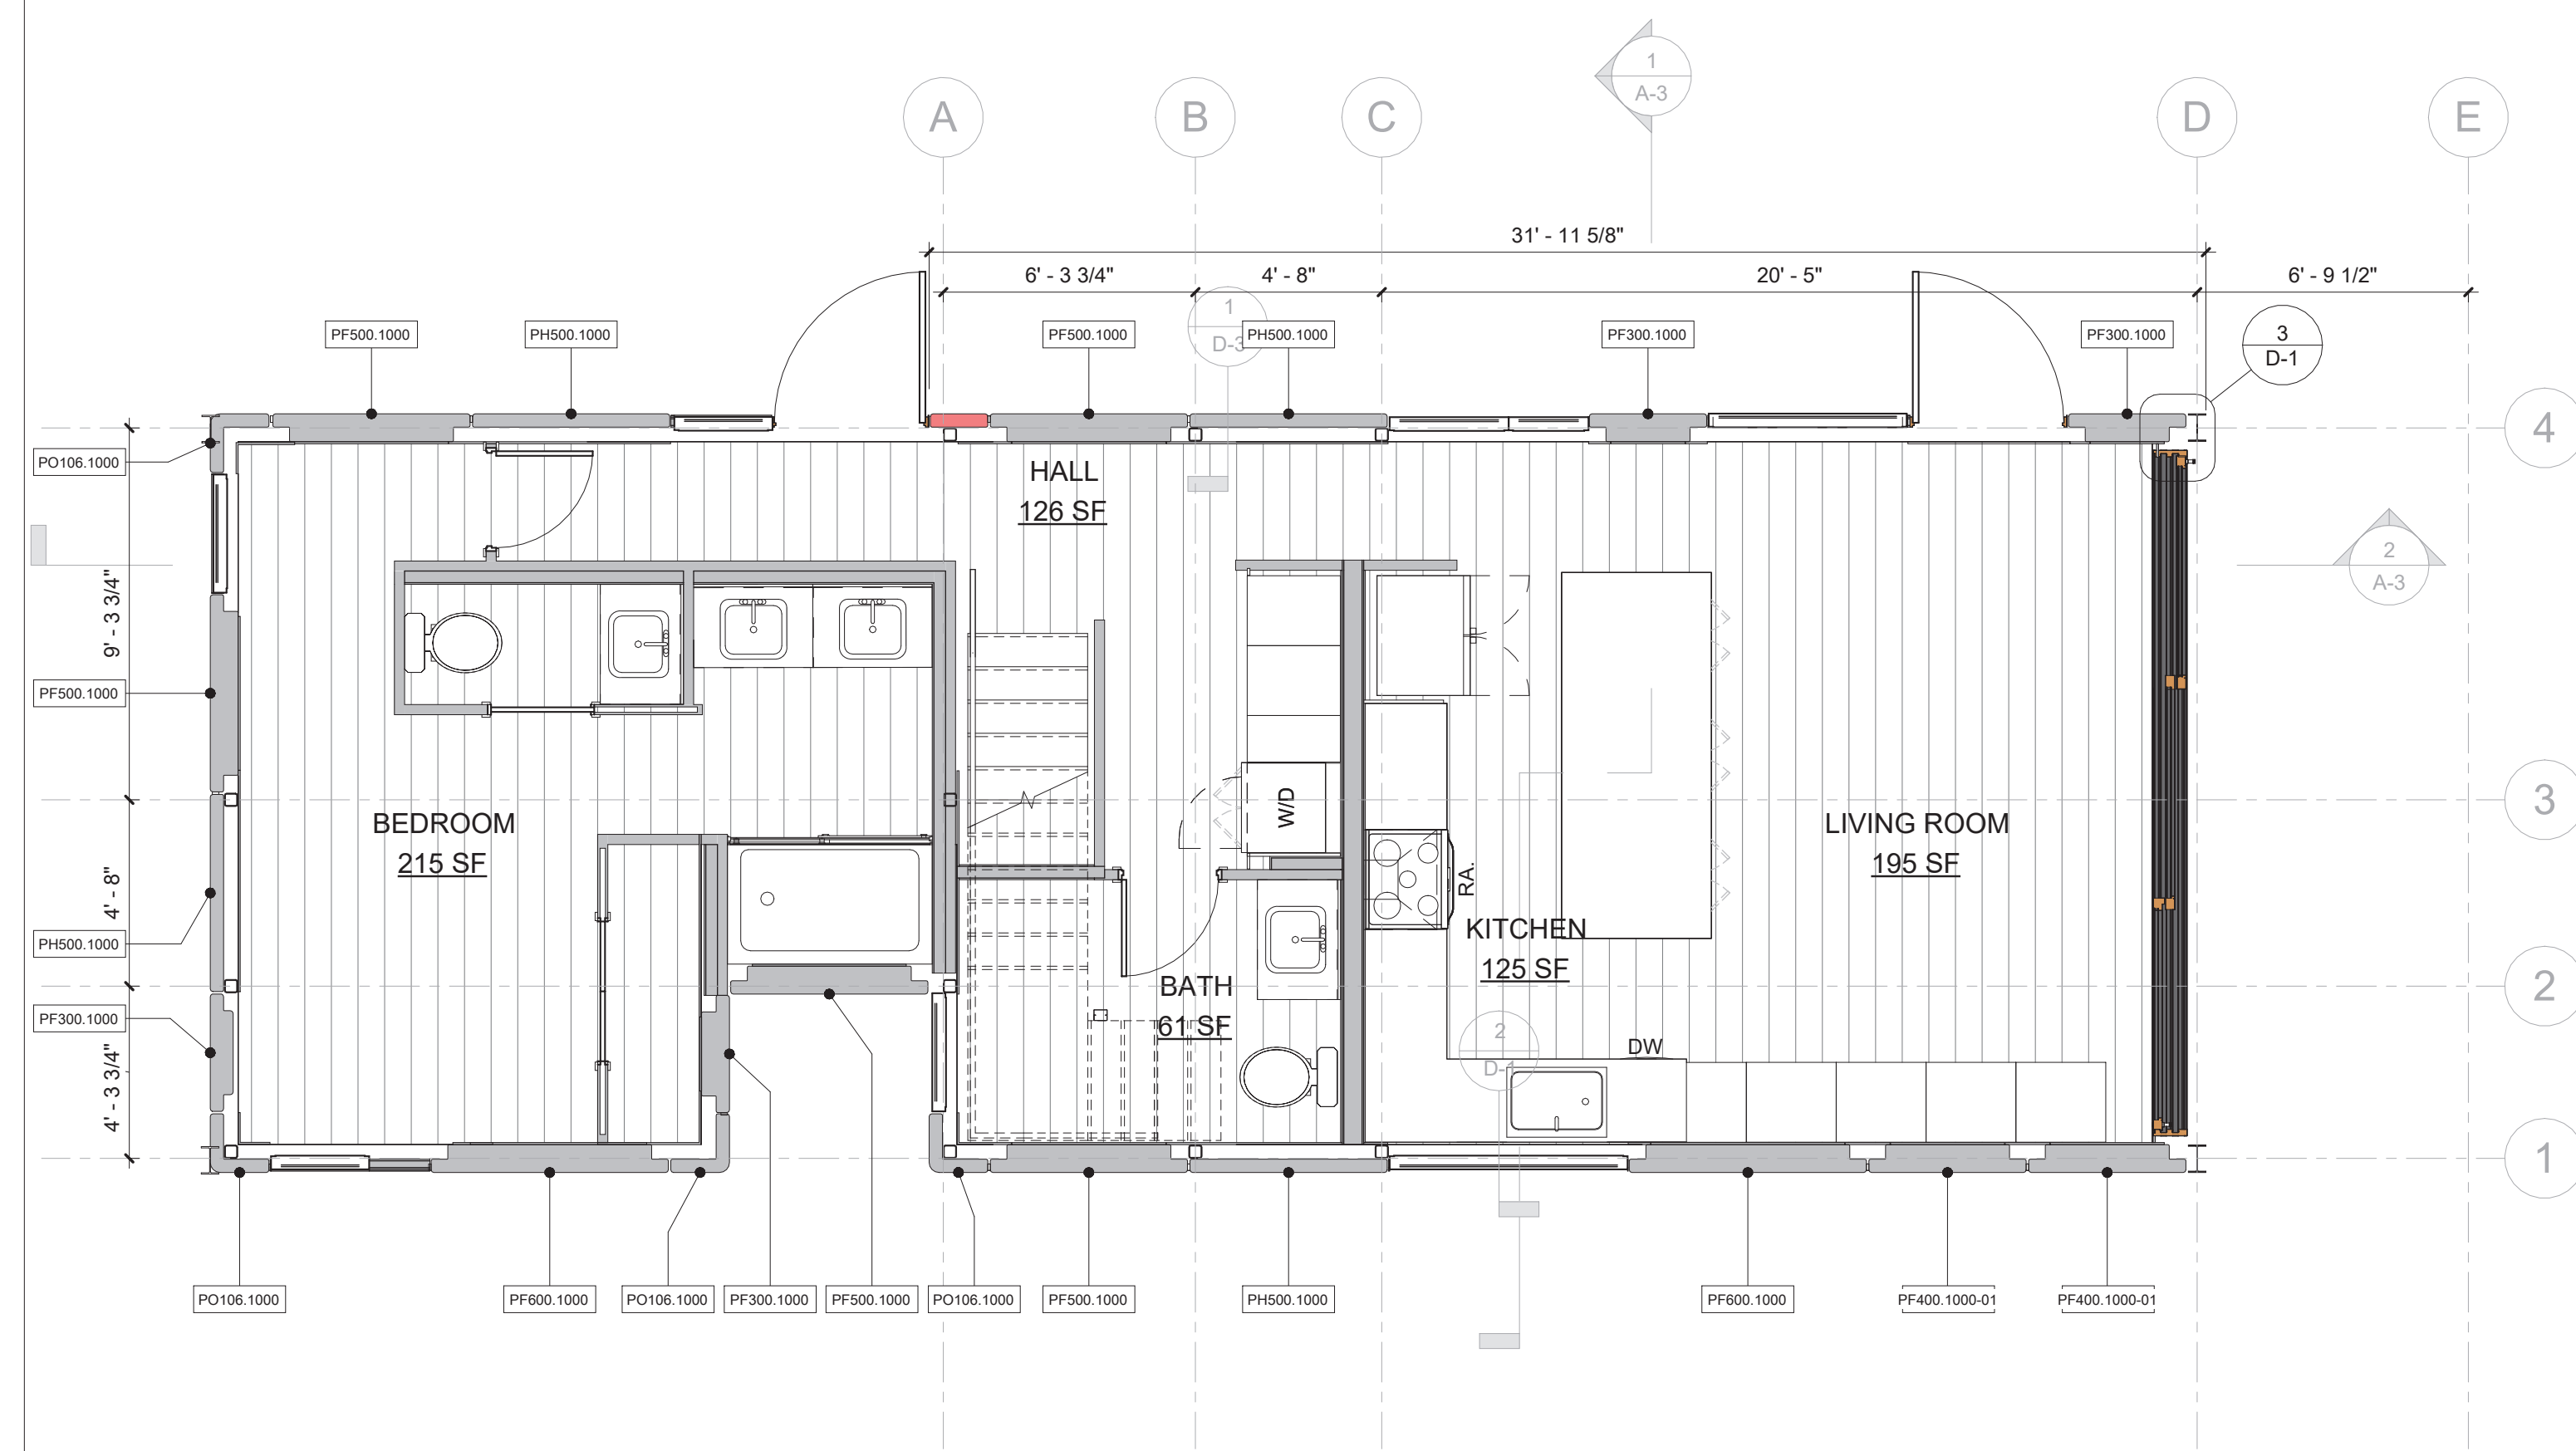 1
A-3
A
B
C
D
E
31' - 11 5/8"
6' - 3 3/4"
4' - 8"
20' - 5"
6' - 9 1/2"
1
D-3
PF500.1000
PH500.1000
PF500.1000
PH500.1000
PF300.1000
PF300.1000
3
D-1
4
PO106.1000
HALL
126 SF
2
A-3
9' - 3 3/4"
PF500.1000
3
W/D
BEDROOM
215 SF
LIVING ROOM
195 SF
4' - 8"
RA.
KITCHEN
125 SF
PH500.1000
BATH
61 SF
2
PF300.1000
2
D-1
DW
4' - 3 3/4"
1
PO106.1000
PF600.1000
PO106.1000
PF300.1000
PF500.1000
PO106.1000
PF500.1000
PH500.1000
PF600.1000
PF400.1000-01
PF400.1000-01